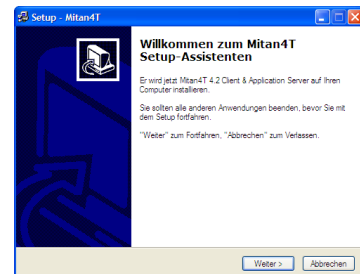 Setup - Mitan4T
Willkommen zum Mitan4T
Setup-Assistenten
Er wird jetzt Mitan4T 4.2 Client & Application Server auf Ihren
Computer installieren.
Sie sollten alle anderen Anwendungen beenden, bevor Sie mit
dem Setup fortfahren.
"Weiter" zum Fortfahren, "Abbrechen" zum Verlassen.
Weiter > Abbrechen